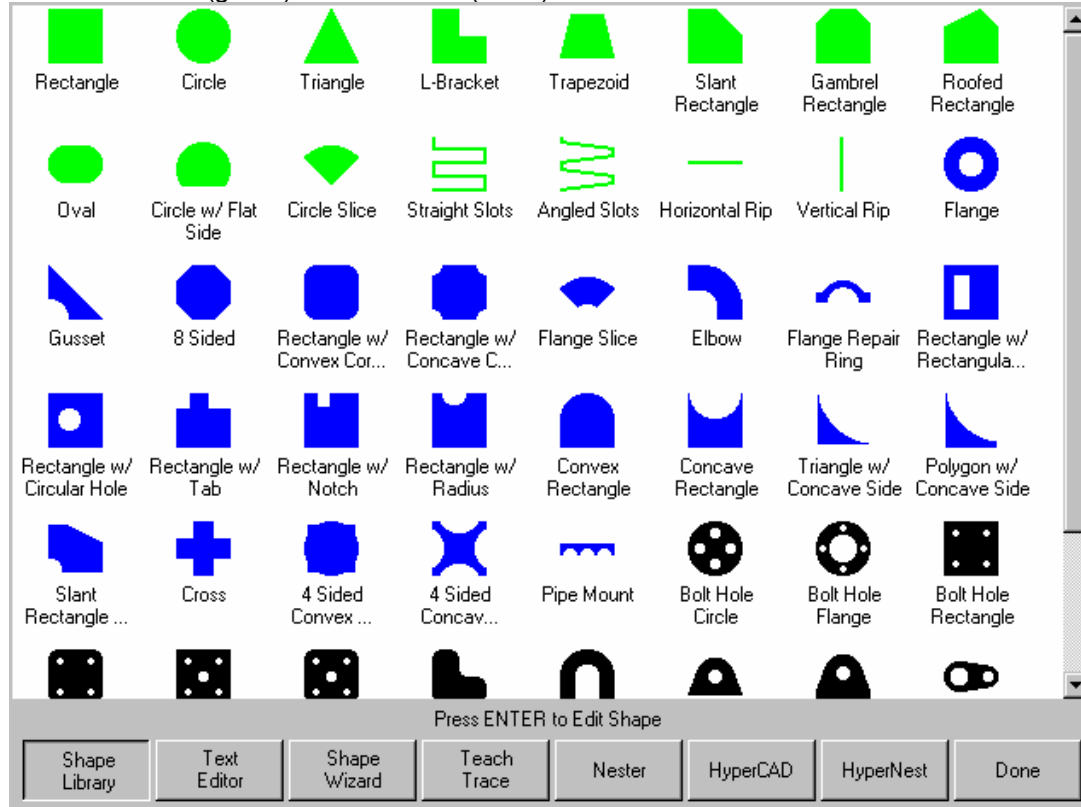 Rectangle Circle Triangle L-Bracket Trapezoid Slant Rectangle Gambrel Rectangle Roofed Rectangle
Oval Circle w/ Flat Side Circle Slice Straight Slots Angled Slots Horizontal Rip Vertical Rip Flange
Gusset 8 Sided Rectangle w/ Convex Cor... Rectangle w/ Concave C... Flange Slice Elbow Flange Repair Ring Rectangle w/ Rectangula...
Rectangle w/ Circular Hole Rectangle w/ Tab Rectangle w/ Notch Rectangle w/ Radius Convex Rectangle Concave Rectangle Triangle w/ Concave Side Polygon w/ Concave Side
Slant Rectangle ... Cross 4 Sided Convex ... 4 Sided Concav... Pipe Mount Bolt Hole Circle Bolt Hole Flange Bolt Hole Rectangle
Press ENTER to Edit Shape
Shape Library Text Editor Shape Wizard Teach Trace Nester HyperCAD HyperNest Done